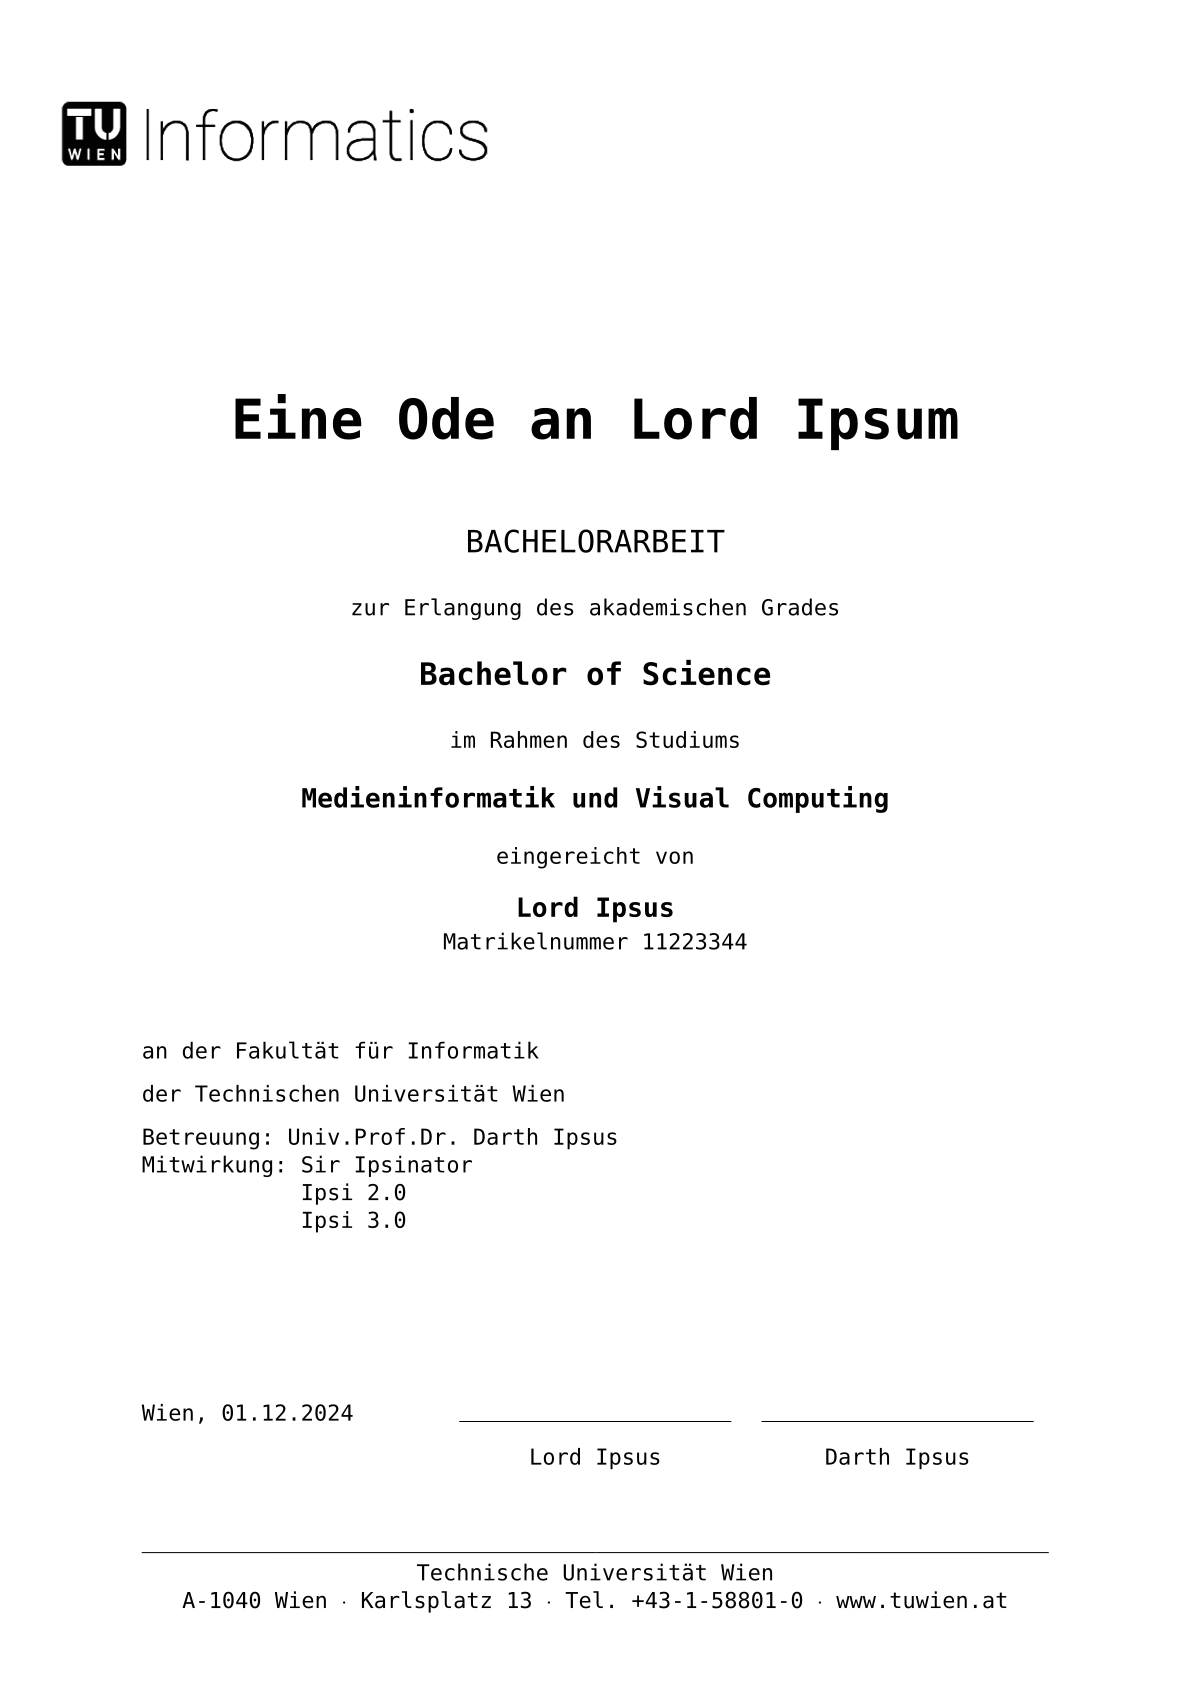 TU
WIEN
Informatics
Eine Ode an Lord Ipsum
BACHELORARBEIT
zur Erlangung des akademischen Grades
Bachelor of Science
im Rahmen des Studiums
Medieninformatik und Visual Computing
eingereicht von
Lord Ipsus
Matrikelnummer 11223344
an der Fakultät für Informatik
der Technischen Universität Wien
Betreuung: Univ.Prof.Dr. Darth Ipsus
Mitwirkung: Sir Ipsinator
Ipsi 2.0
Ipsi 3.0
Wien, 01.12.2024
Lord Ipsus Darth Ipsus
Technische Universität Wien
A-1040 Wien · Karlsplatz 13 · Tel. +43-1-58801-0 · www.tuwien.at